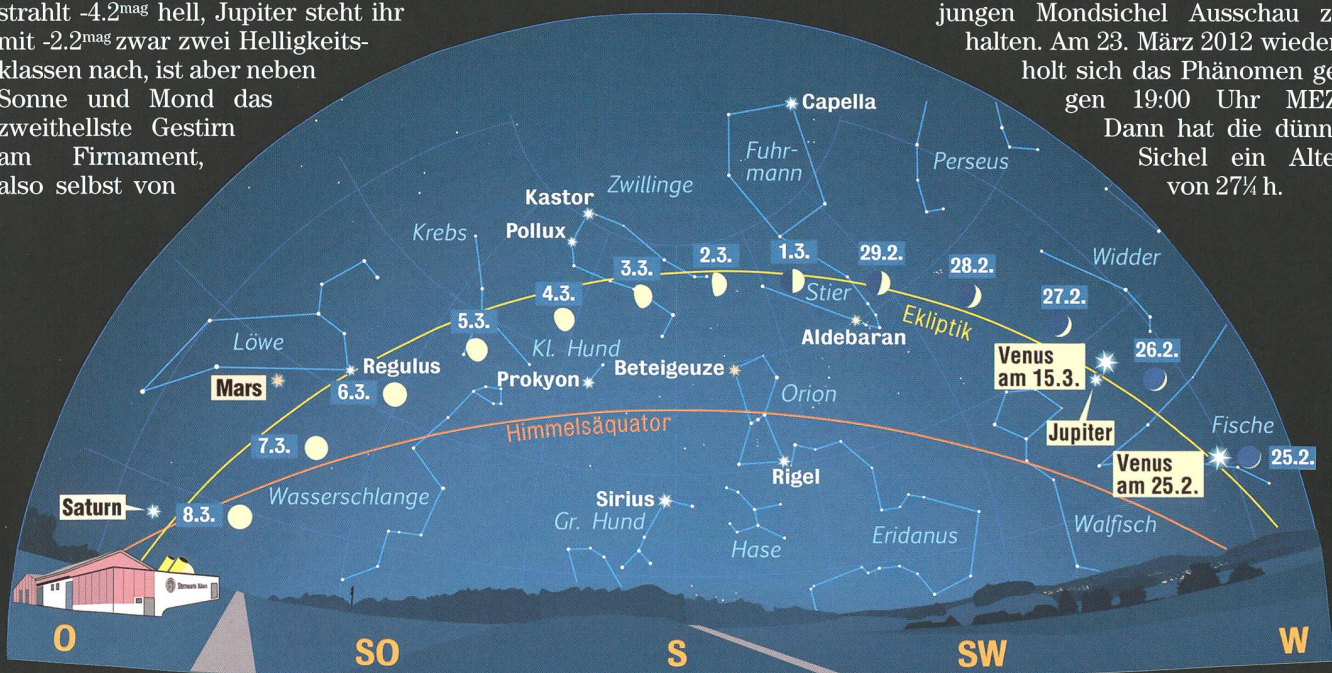 strahlt -4.2mag hell, Jupiter steht ihr
mit -2.2mag zwar zwei Helligkeits-
klassen nach, ist aber neben
Sonne und Mond das
zweithellste Gestirn
am Firmament,
also selbst von
jungen Mondsichel Ausschau z
halten. Am 23. März 2012 wieder
holt sich das Phänomen ge
gen 19:00 Uhr MEZ
Dann hat die dünn
Sichel ein Alte
von 27¼ h.
Capella
Fuhr-
mann
Perseus
Kastor
Zwillinge
Pollux
Krebs
Widder
3.3.
2.3.
1.3.
29.2.
28.2.
27.2.
4.3.
5.3.
Stier
Ekliptik
Aldebaran
Löwe
Kl. Hund
Regulus
Mars
6.3.
Prokyon
Beteigeuze
Orion
Venus
am 15.3.
26.2.
Jupiter
Himmelsäquator
7.3.
Fische
25.2.
Venus
am 25.2.
Rigel
Wasserschlange
Saturn
8.3.
Sirius
Gr. Hund
Hase
Eridanus
Walfisch
Sternwarte Bülach
O
SO
S
SW
W